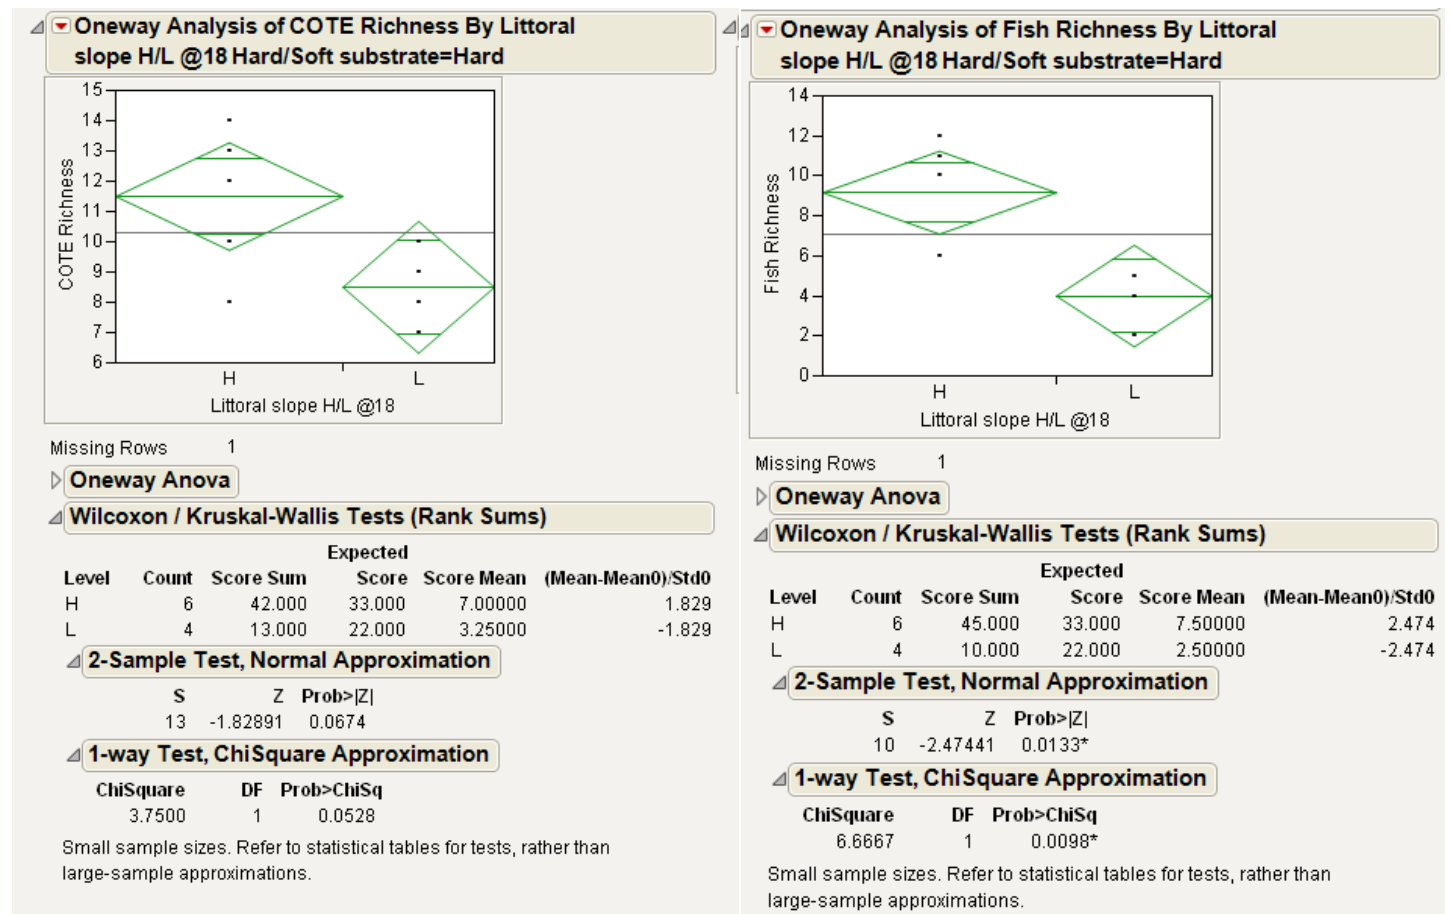 Oneway Analysis of COTE Richness By Littoral
slope H/L @18 Hard/Soft substrate=Hard
15
14
13
12
11
10
9
8
7
6
COTE Richness
H L
Littoral slope H/L @18
Missing Rows 1
Oneway Anova
Wilcoxon / Kruskal-Wallis Tests (Rank Sums)
Expected
Level Count Score Sum Score Score Mean (Mean-Mean0)/Std0
H 6 42.000 33.000 7.00000 1.829
L 4 13.000 22.000 3.25000 -1.829
2-Sample Test, Normal Approximation
S Z Prob>|Z|
13 -1.82891 0.0674
1-way Test, ChiSquare Approximation
ChiSquare DF Prob>ChiSq
3.7500 1 0.0528
Small sample sizes. Refer to statistical tables for tests, rather than
large-sample approximations.
Oneway Analysis of Fish Richness By Littoral
slope H/L @18 Hard/Soft substrate=Hard
14
12
10
8
6
4
2
0
Fish Richness
H L
Littoral slope H/L @18
Missing Rows 1
Oneway Anova
Wilcoxon / Kruskal-Wallis Tests (Rank Sums)
Expected
Level Count Score Sum Score Score Mean (Mean-Mean0)/Std0
H 6 45.000 33.000 7.50000 2.474
L 4 10.000 22.000 2.50000 -2.474
2-Sample Test, Normal Approximation
S Z Prob>|Z|
10 -2.47441 0.0133*
1-way Test, ChiSquare Approximation
ChiSquare DF Prob>ChiSq
6.6667 1 0.0098*
Small sample sizes. Refer to statistical tables for tests, rather than
large-sample approximations.